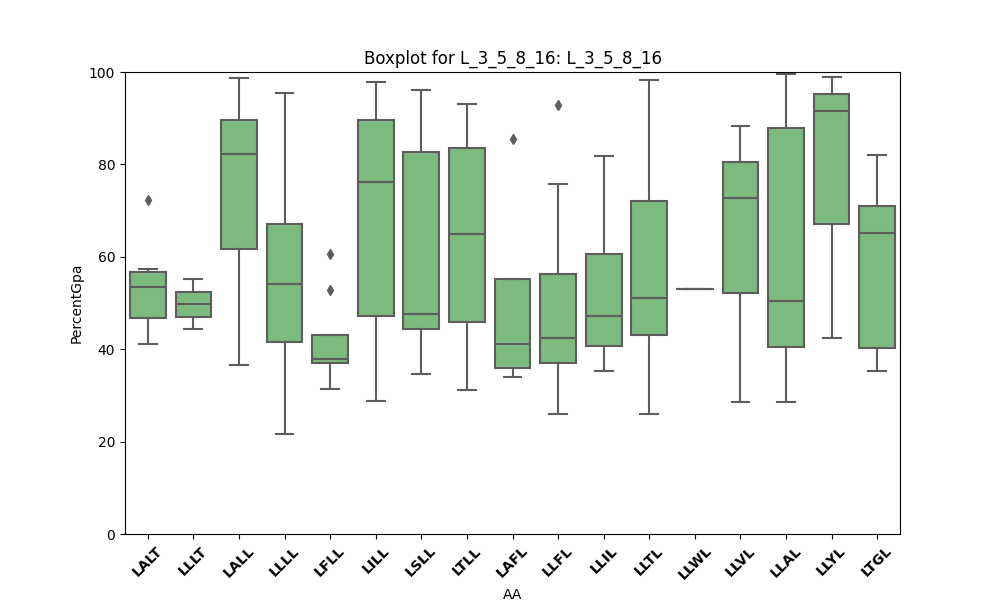 Boxplot for L_3_5_8_16: L_3_5_8_16
100
80
60
40
20
0
PercentGpa
LALT LLLT LALL LLLL LFLL LILL LSLL LTLL LAFL LLFL LLIL LLTL LLWL LLVL LLAL LLYL LTGL
AA